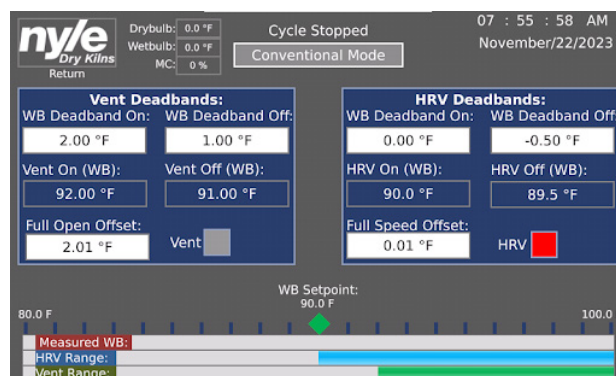 nyle
Dry Kilns
Return
Drybulb: 0.0 °F
Wetbulb: 0.0 °F
MC: 0 %
Cycle Stopped
Conventional Mode
07 : 55 : 58 AM
November/22/2023
Vent Deadbands:
WB Deadband On: WB Deadband Off:
2.00 °F 1.00 °F
Vent On (WB): Vent Off (WB):
92.00 °F 91.00 °F
Full Open Offset:
2.01 °F
Vent
HRV Deadbands:
WB Deadband On: WB Deadband Off
0.00 °F -0.50 °F
HRV On (WB): HRV Off (WB):
90.0 °F 89.5 °F
Full Speed Offset:
0.01 °F
HRV
WB Setpoint:
90.0 F
80.0 F 100.0
Measured WB:
HRV Range:
Vent Range: